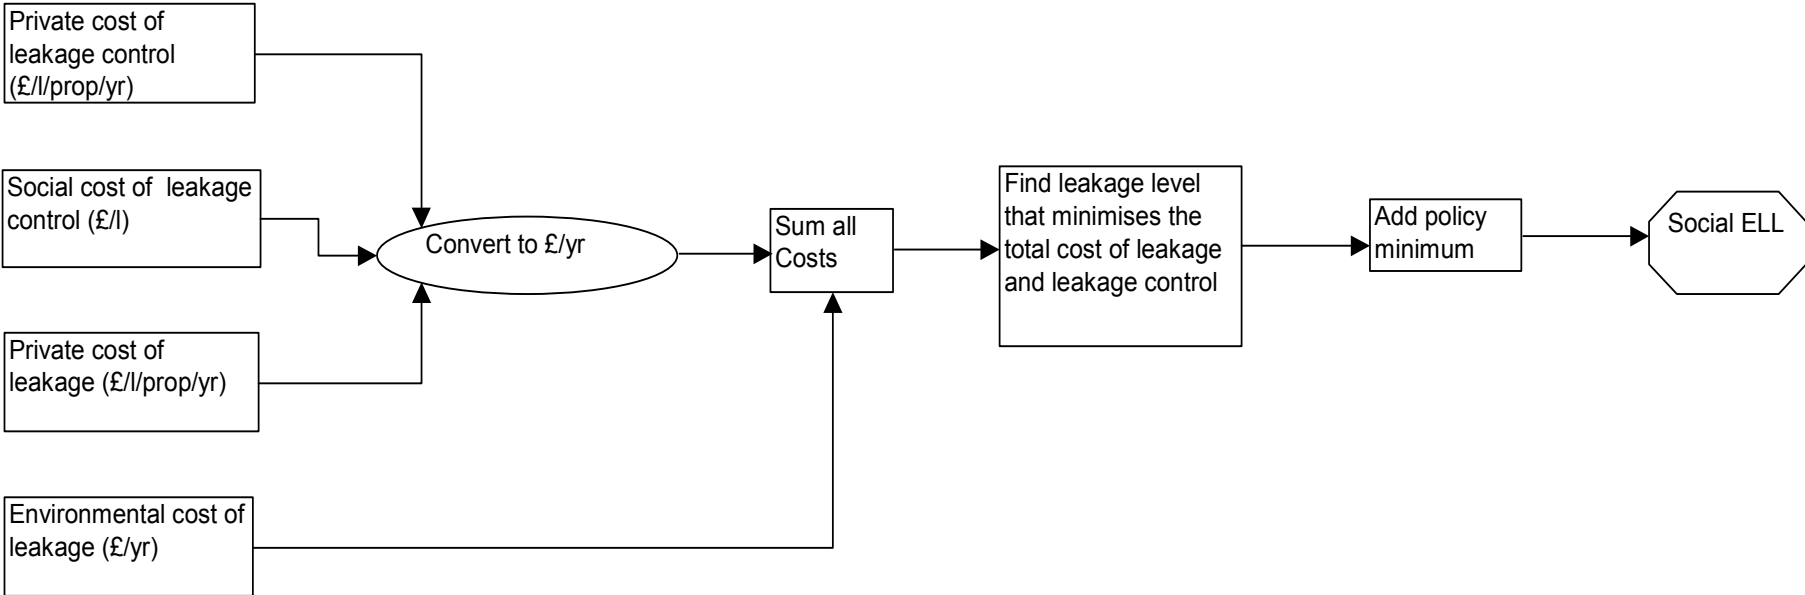 Private cost of
leakage control
(£/l/prop/yr)
Social cost of  leakage
control (£/l)
Private cost of
leakage (£/l/prop/yr)
Environmental cost of
leakage (£/yr)
Convert to £/yr
Sum all
Costs
Find leakage level
that minimises the
total cost of leakage
and leakage control
Add policy
minimum
Social ELL